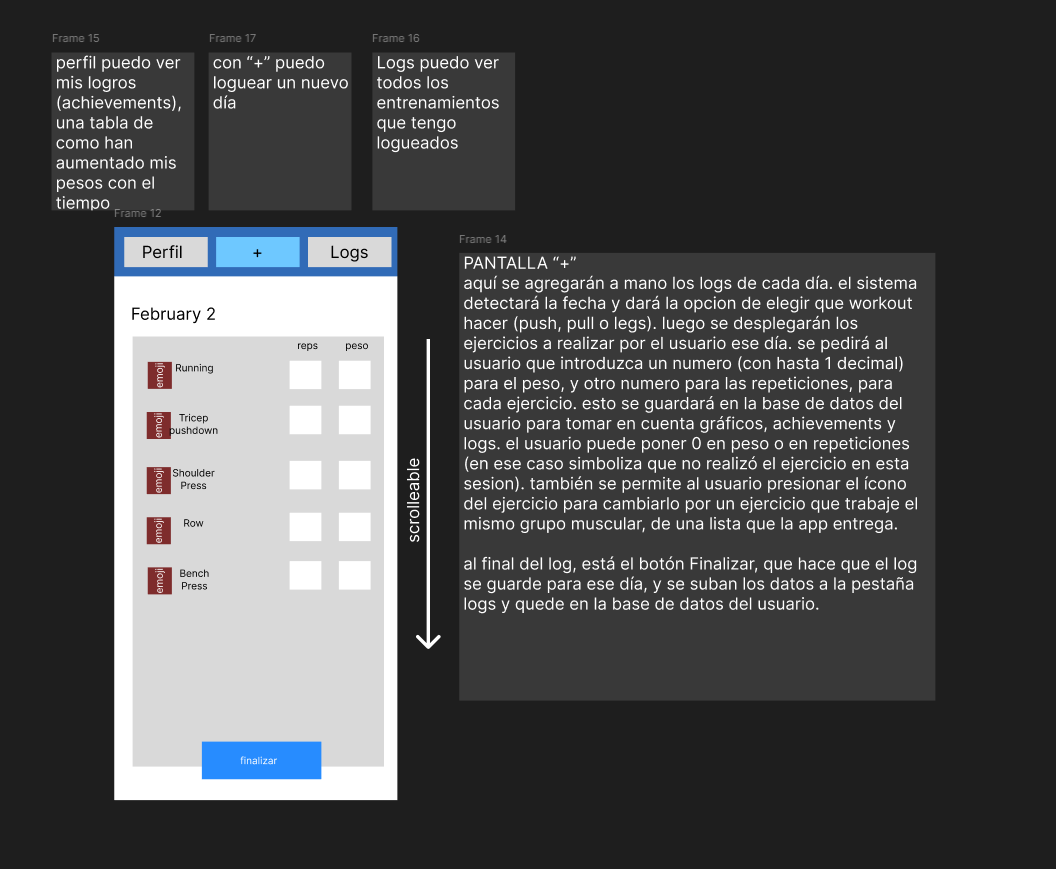 Frame 15
perfil puedo ver
mis logros
(achievements),
una tabla de
como han
aumentado mis
pesos con el
tiempo
Frame 17
con “+” puedo
loguear un nuevo
día
Frame 16
Logs puedo ver
todos los
entrenamientos
que tengo
logueados
Frame 12
Perfil
+
Logs
February 2
reps
peso
emoji
Running
emoji
Tricep
pushdown
emoji
Shoulder
Press
emoji
Row
emoji
Bench
Press
finalizar
scrolleable
Frame 14
PANTALLA “+”
aquí se agregarán a mano los logs de cada día. el sistema
detectará la fecha y dará la opcion de elegir que workout
hacer (push, pull o legs). luego se desplegarán los
ejercicios a realizar por el usuario ese día. se pedirá al
usuario que introduzca un numero (con hasta 1 decimal)
para el peso, y otro numero para las repeticiones, para
cada ejercicio. esto se guardará en la base de datos del
usuario para tomar en cuenta gráficos, achievements y
logs. el usuario puede poner 0 en peso o en repeticiones
(en ese caso simboliza que no realizó el ejercicio en esta
sesion). también se permite al usuario presionar el ícono
del ejercicio para cambiarlo por un ejercicio que trabaje el
mismo grupo muscular, de una lista que la app entrega.
al final del log, está el botón Finalizar, que hace que el log
se guarde para ese día, y se suban los datos a la pestaña
logs y quede en la base de datos del usuario.